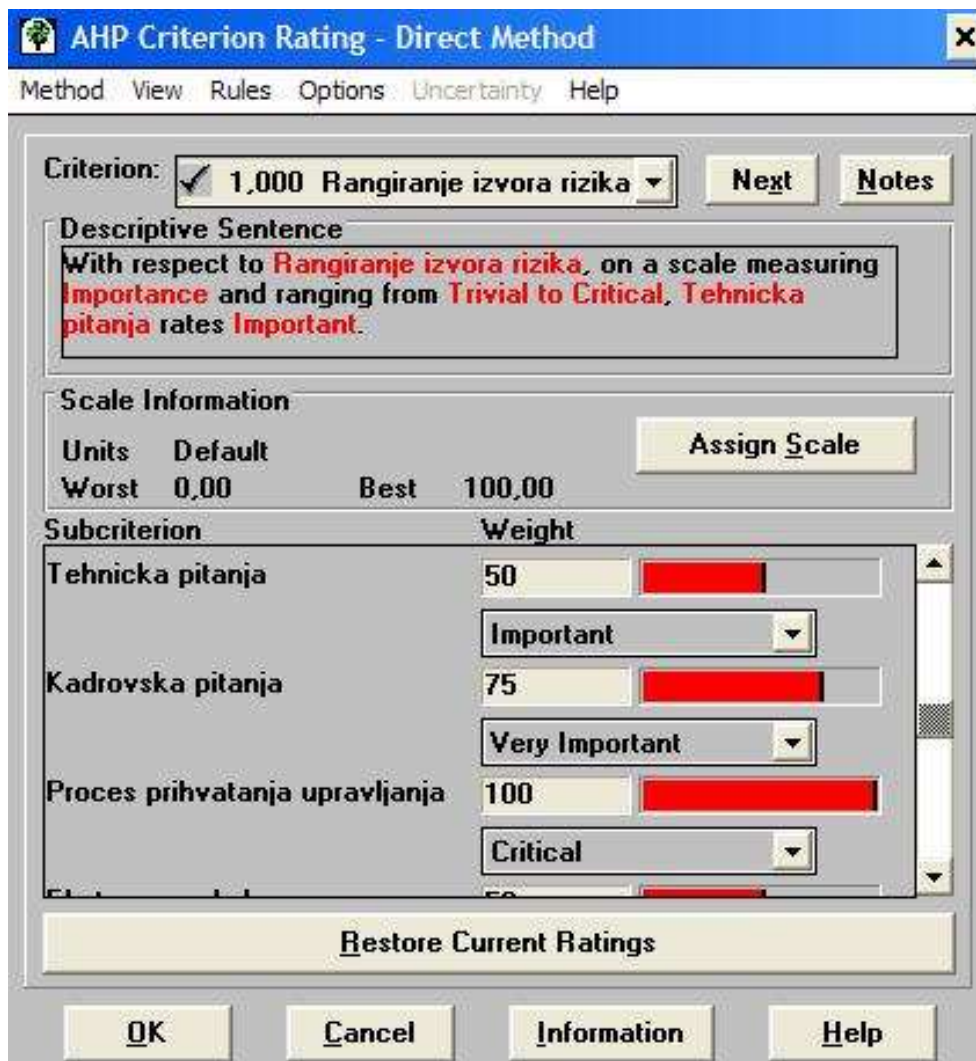 AHP Criterion Rating - Direct Method
Method View Rules Options Uncertainty Help
Criterion: 1,000 Rangiranje izvora rizika Next Notes
Descriptive Sentence
With respect to Rangiranje izvora rizika, on a scale measuring
Importance and ranging from Trivial to Critical, Tehnicka
pitanja rates Important.
Scale Information
Units Default
Assign Scale
Worst 0,00 Best 100,00
Subcriterion Weight
Tehnicka pitanja 50
Important
Kadrovska pitanja 75
Very Important
Proces prihvatanja upravljanja 100
Critical
Restore Current Ratings
OK Cancel Information Help